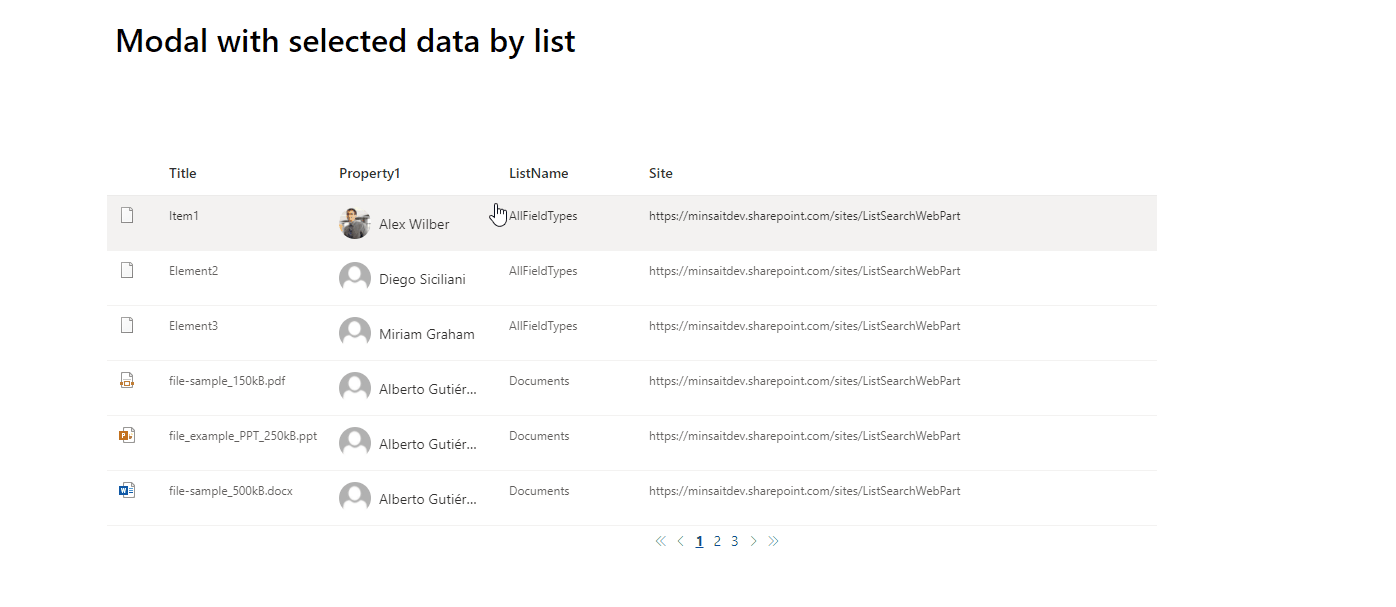 Modal with selected data by list
Title Property1 ListName Site
Item1 Alex Wilber AllFieldTypes https://minsaitdev.sharepoint.com/sites/ListSearchWebPart
Element2 Diego Siciliani AllFieldTypes https://minsaitdev.sharepoint.com/sites/ListSearchWebPart
Element3 Miriam Graham AllFieldTypes https://minsaitdev.sharepoint.com/sites/ListSearchWebPart
file-sample_150kB.pdf Alberto Gutiér... Documents https://minsaitdev.sharepoint.com/sites/ListSearchWebPart
file_example_PPT_250kB.ppt Alberto Gutiér... Documents https://minsaitdev.sharepoint.com/sites/ListSearchWebPart
file-sample_500kB.docx Alberto Gutiér... Documents https://minsaitdev.sharepoint.com/sites/ListSearchWebPart
1 2 3